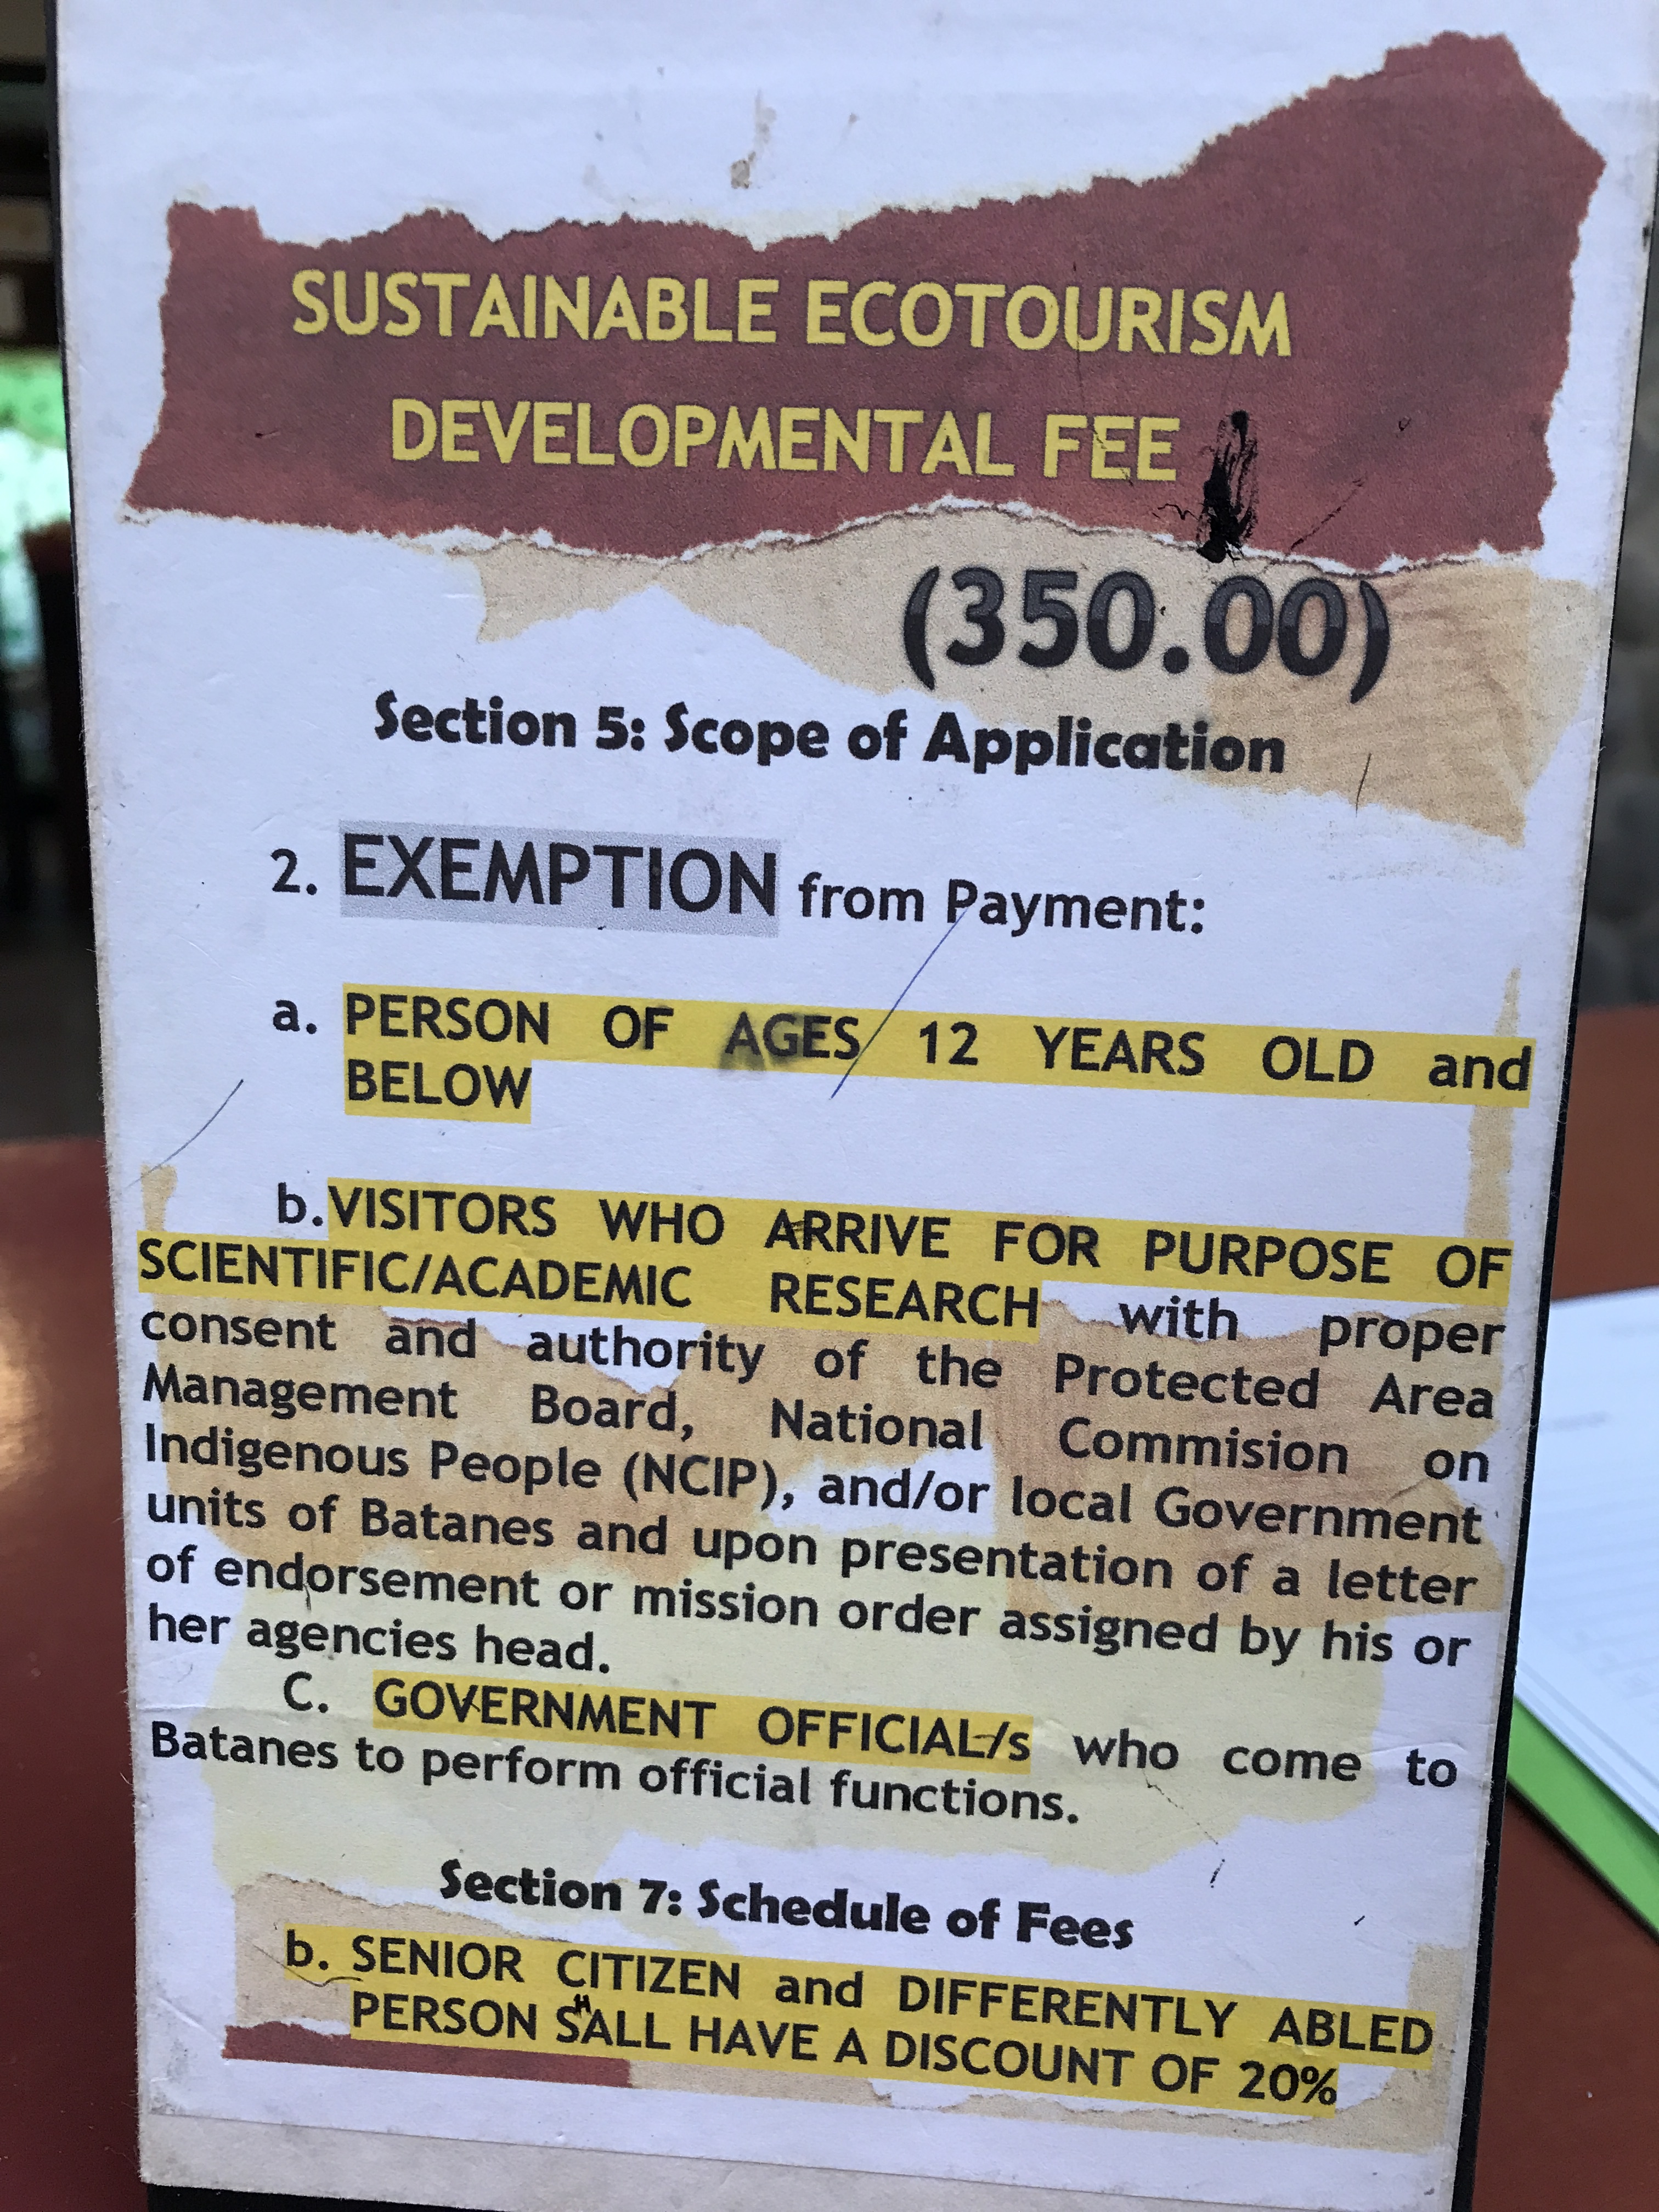 SUSTAINABLE ECOTOURISM
DEVELOPMENTAL FEE
(350.00)
Section 5: Scope of Application
2. EXEMPTION from Payment:
a. PERSON OF AGES 12 YEARS OLD and
BELOW
b.VISITORS WHO ARRIVE FOR PURPOSE OF
SCIENTIFIC/ACADEMIC RESEARCH with proper
consent and authority of the Protected Area
Management Board, National Commision on
Indigenous People (NCIP), and/or local Government
units of Batanes and upon presentation of a letter
of endorsement or mission order assigned by his or
her agencies head.
C. GOVERNMENT OFFICIAL/s who come to
Batanes to perform official functions.
Section 7: Schedule of Fees
b. SENIOR CITIZEN and DIFFERENTLY ABLED
PERSON SHALL HAVE A DISCOUNT OF 20%